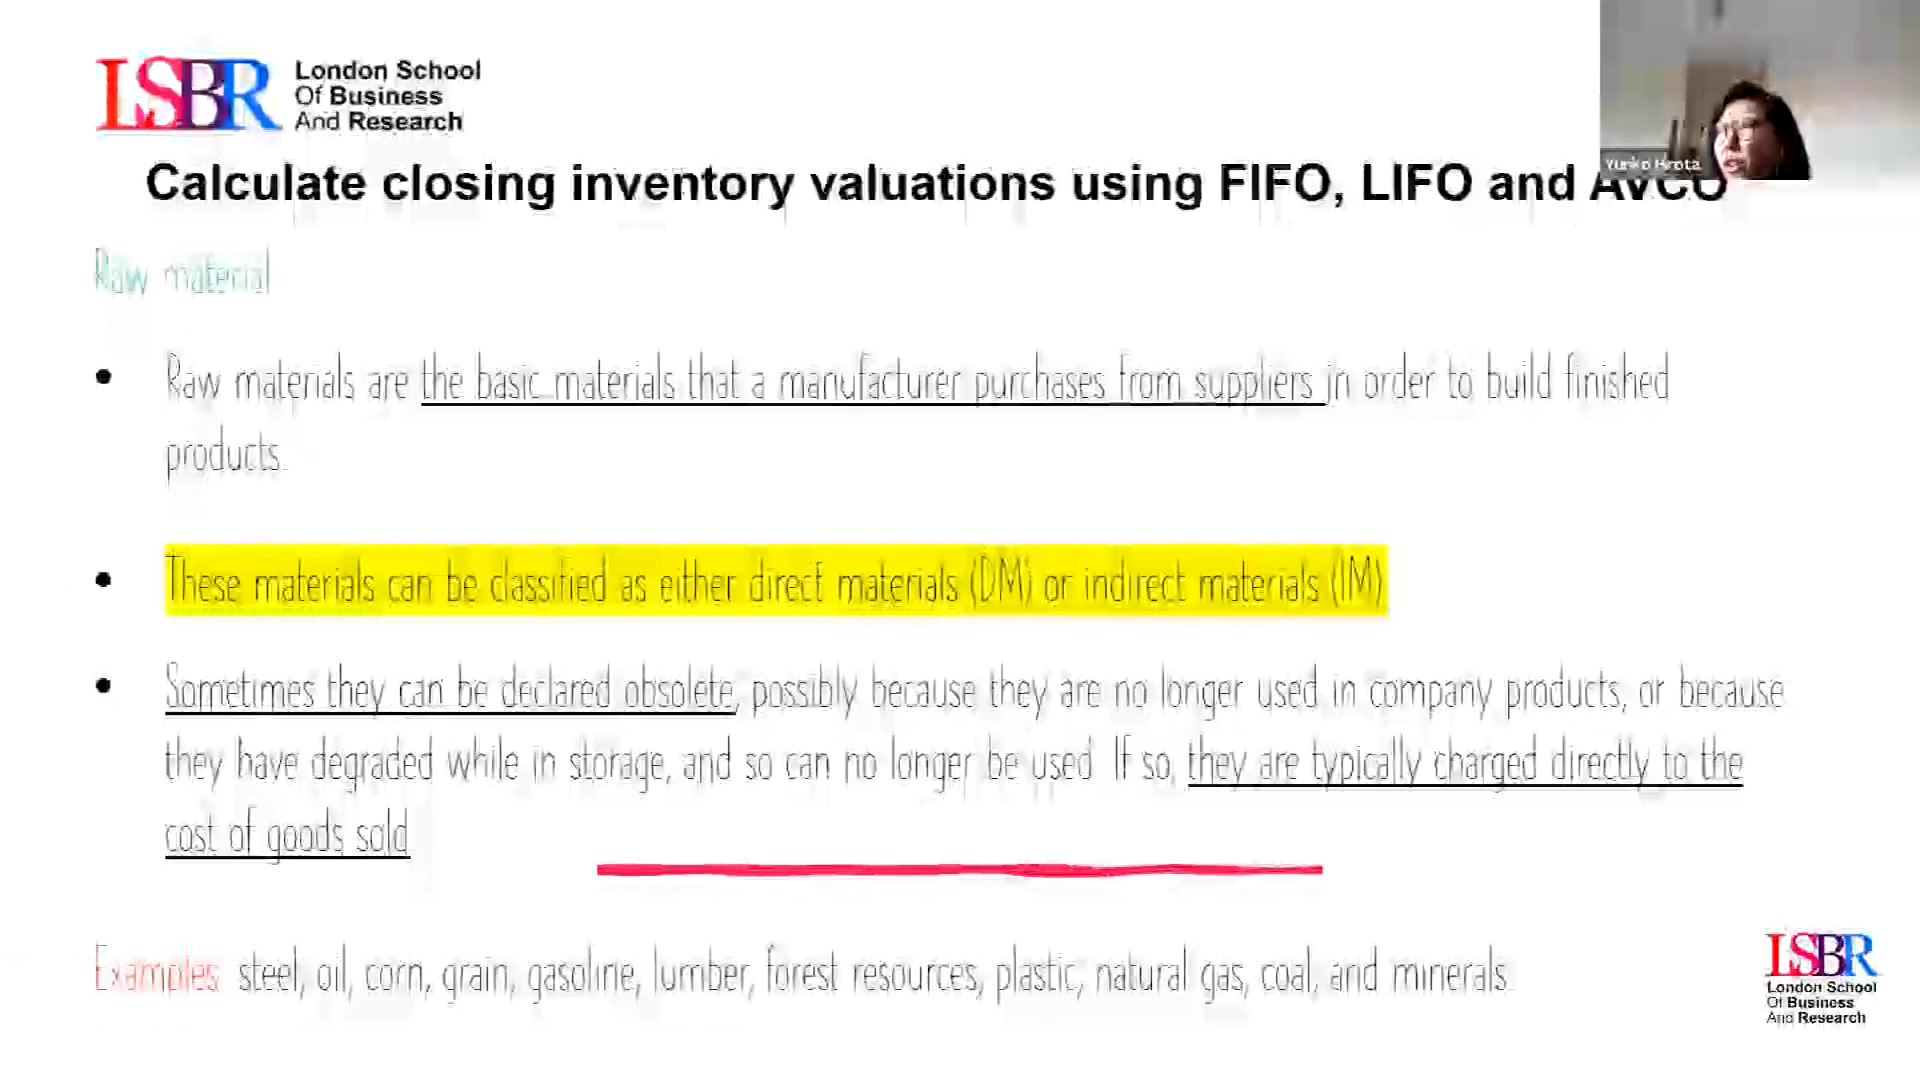 LSBR
London School
Of Business
And Research
Yuriko Hirota
Calculate closing inventory valuations using FIFO, LIFO and AVCO
Raw material
• Raw materials are the basic materials that a manufacturer purchases from suppliers in order to build finished
products.
• These materials can be classified as either direct materials (DM) or indirect materials (IM)
• Sometimes they can be declared obsolete, possibly because they are no longer used in company products, or because
they have degraded while in storage, and so can no longer be used. If so, they are typically charged directly to the
cost of goods sold
Examples: steel, oil, corn, grain, gasoline, lumber, forest resources, plastic, natural gas, coal, and minerals.
LSBR
London School
Of Business
And Research